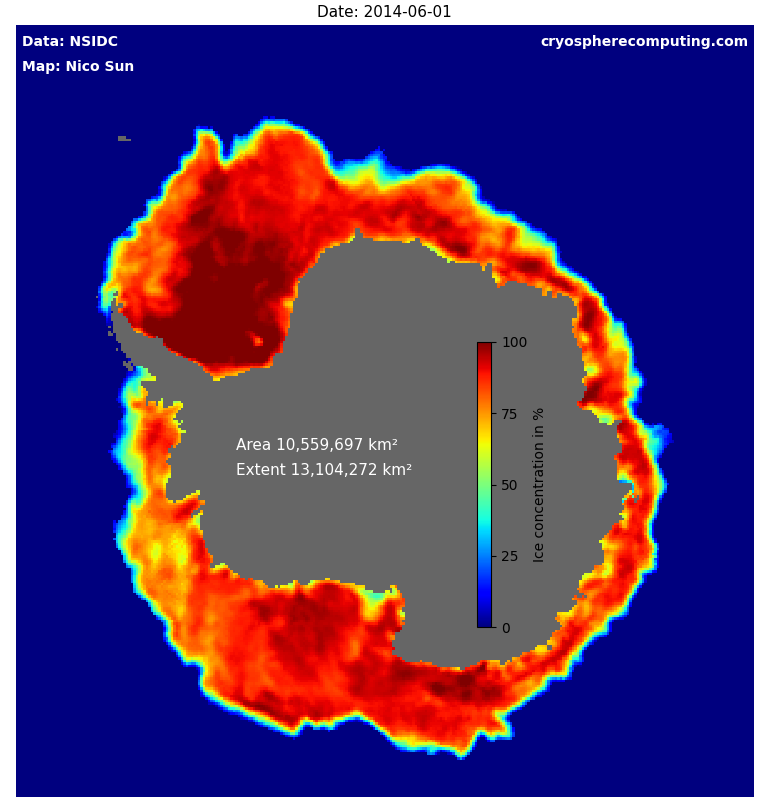 Date: 2014-06-01
Data: NSIDC
cryospherecomputing.com
Map: Nico Sun
100
75
50
25
0
Ice concentration in %
Area 10,559,697 km²
Extent 13,104,272 km²